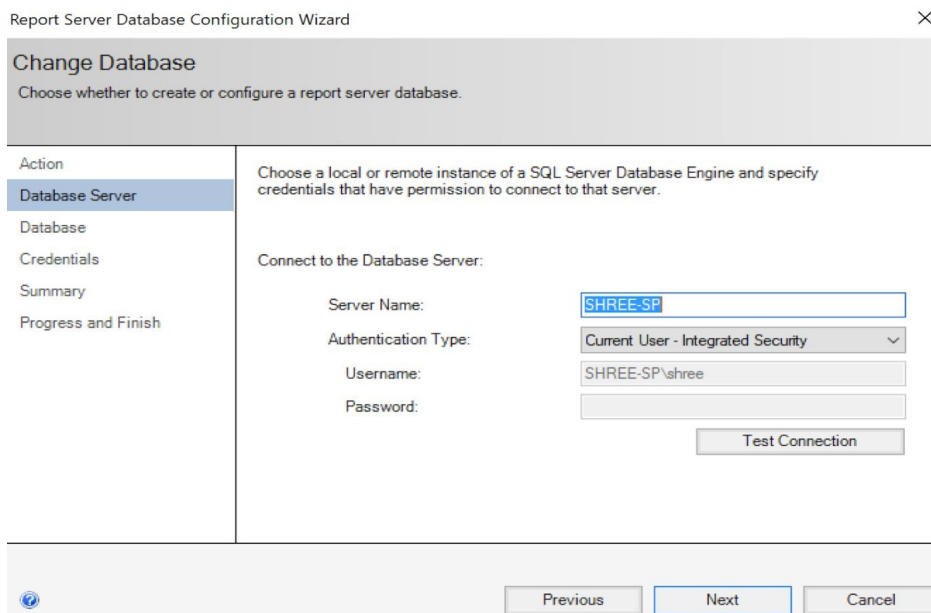 Report Server Database Configuration Wizard
Change Database
Choose whether to create or configure a report server database.
Action
Database Server
Database
Credentials
Summary
Progress and Finish
Choose a local or remote instance of a SQL Server Database Engine and specify
credentials that have permission to connect to that server.
Connect to the Database Server:
Server Name: SHREE-SP
Authentication Type: Current User - Integrated Security
Username: SHREE-SP\shree
Password:
Test Connection
Previous Next Cancel